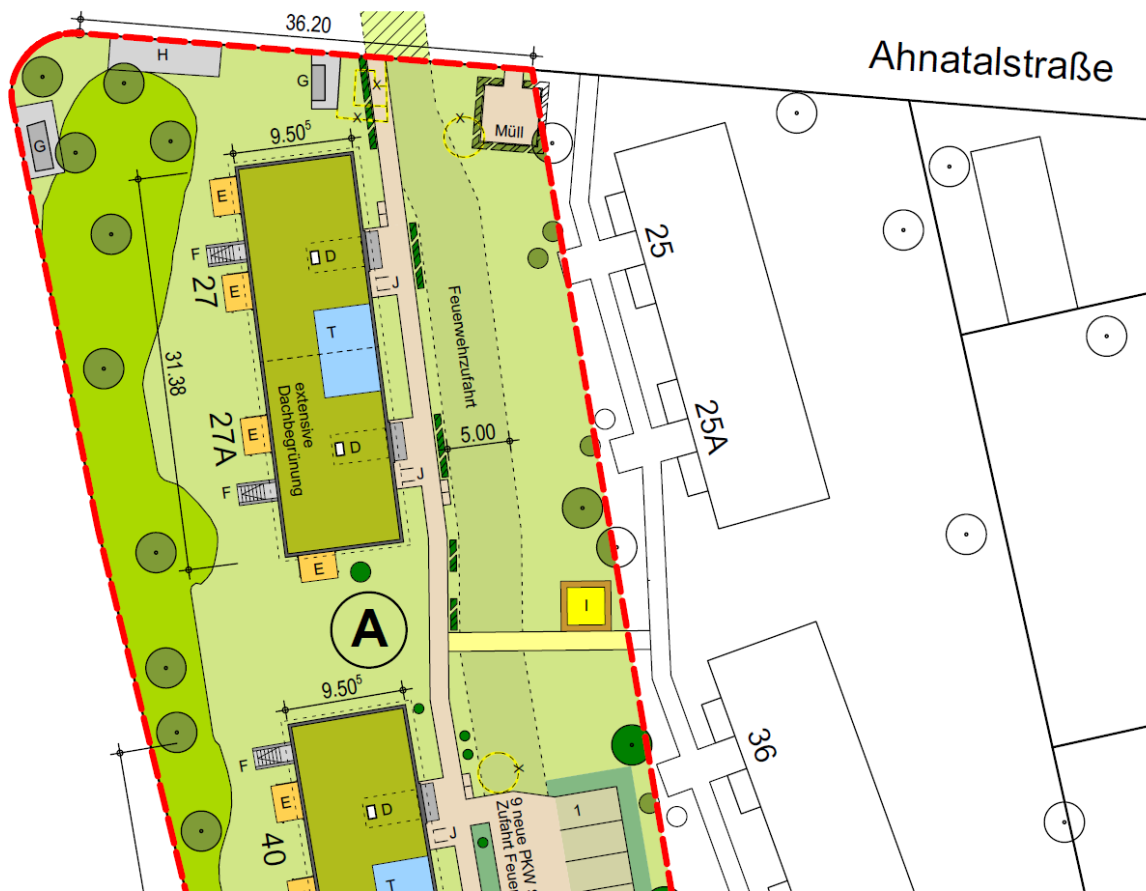 36.20
Ahnatalstraße
H
G
X
X
X
G
Müll
9.50⁵
E
F
D
25
27
E
J
Feuerwehrzufahrt
T
31.38
extensive
Dachbegrünung
27A
E
25A
D
5.00
J
F
E
I
A
9.50⁵
36
F
X
E
D
1
9 neue PKW
Zufahrt
J
40
T
E